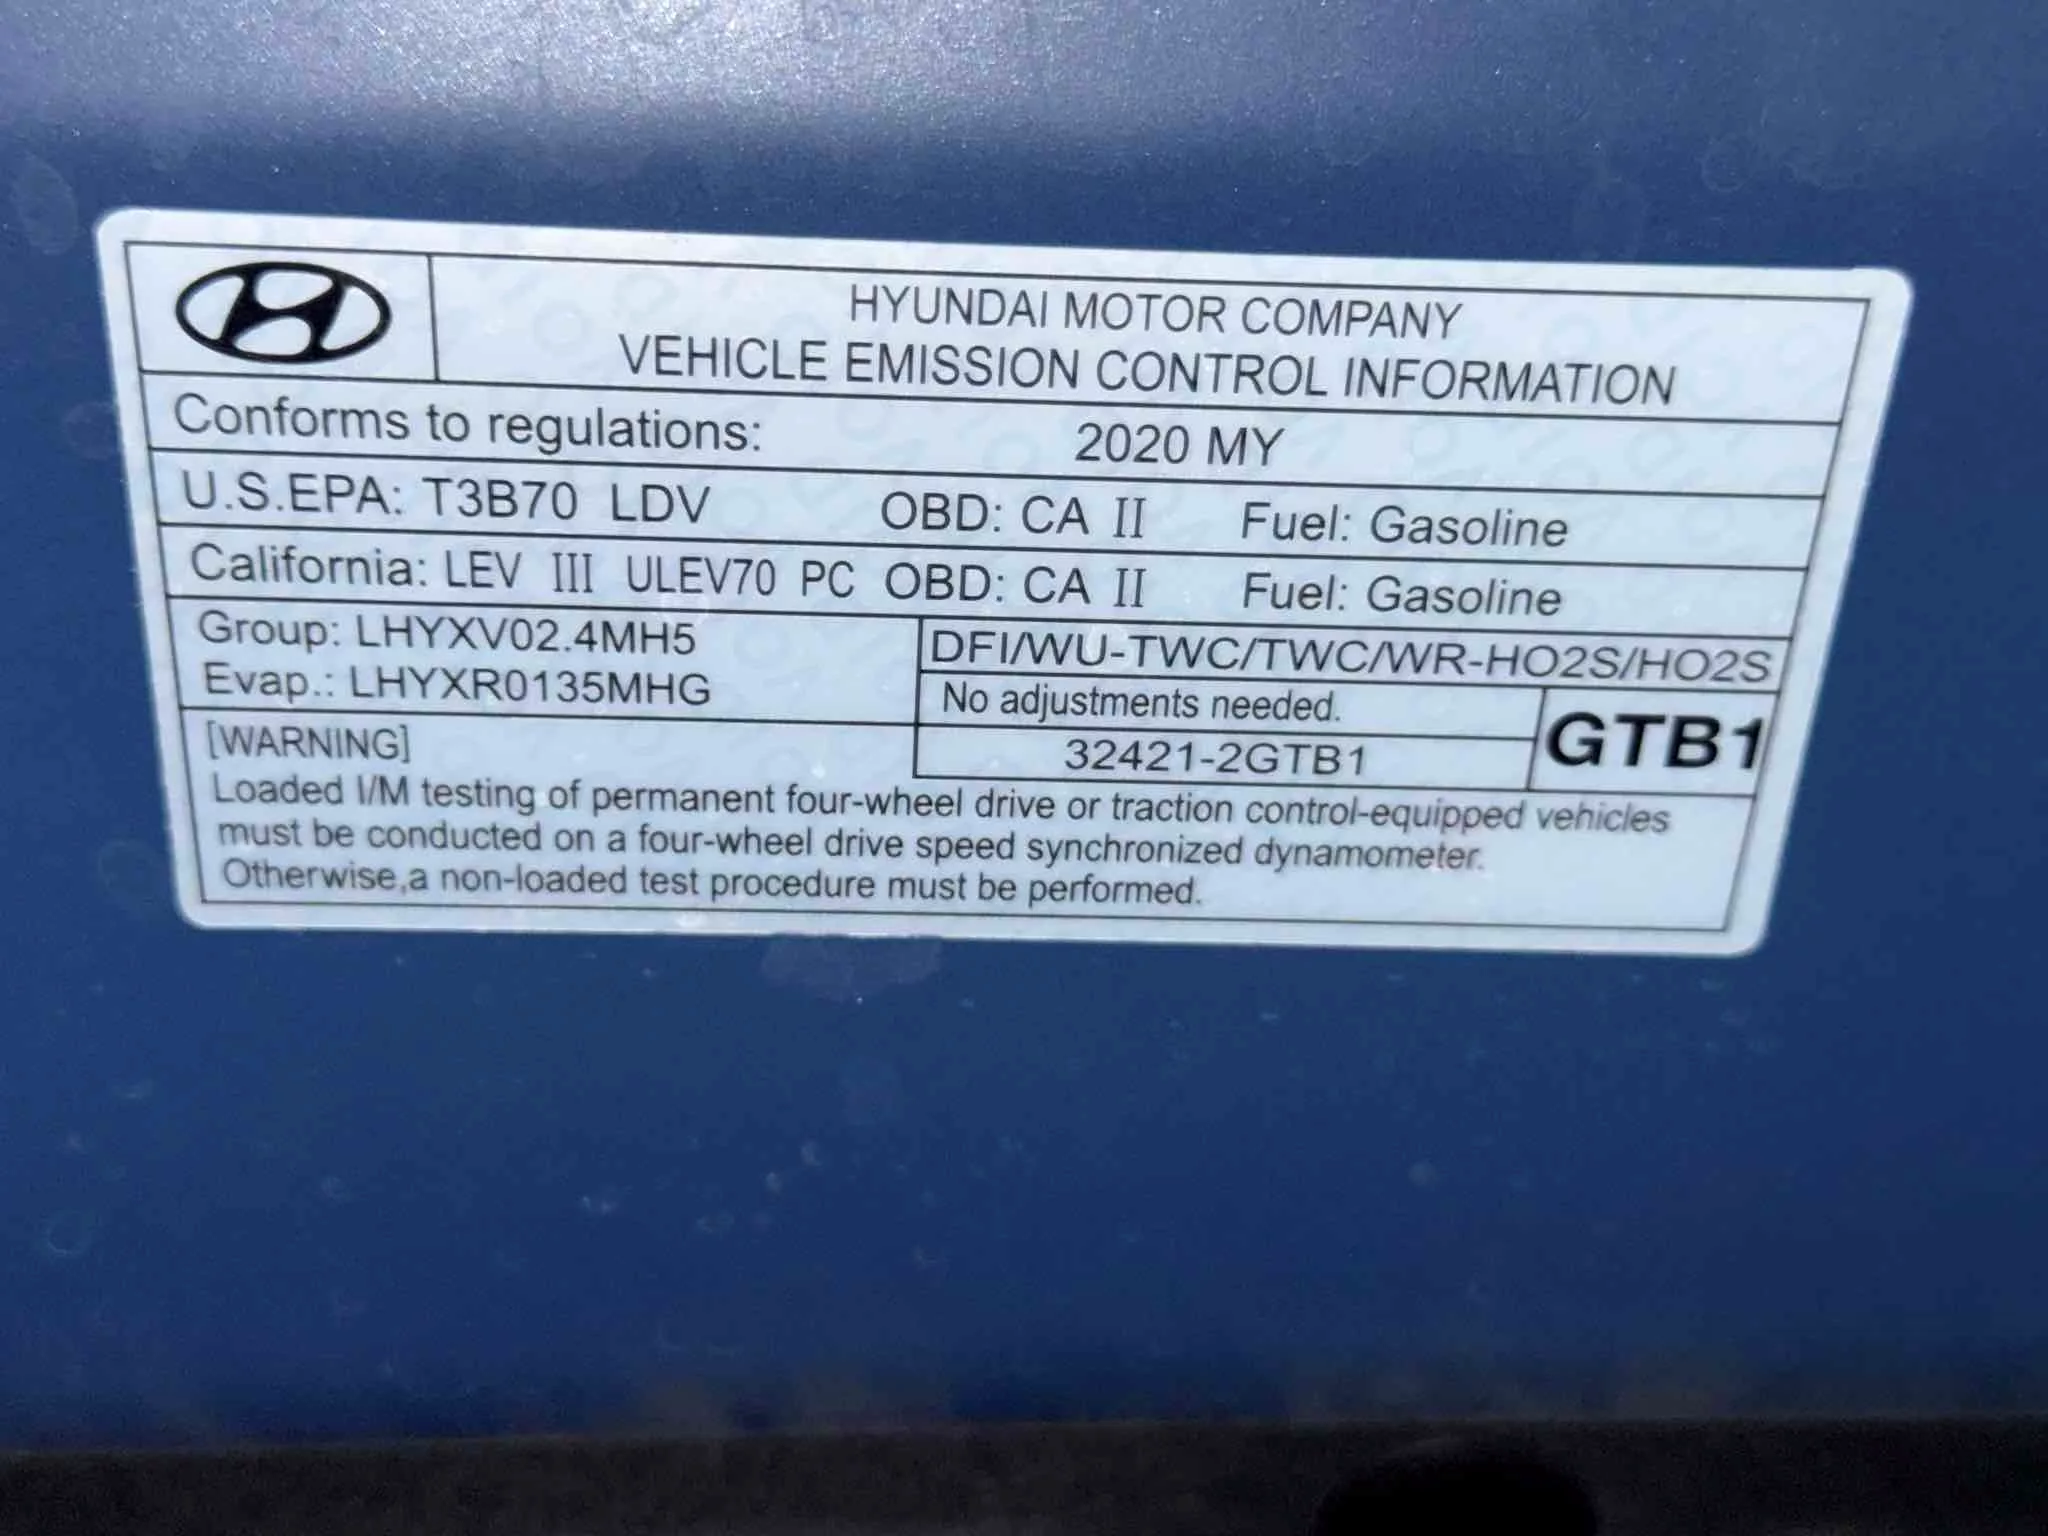 HYUNDAI MOTOR COMPANY
VEHICLE EMISSION CONTROL INFORMATION
Conforms to regulations: 2020 MY
U.S.EPA: T3B70 LDV OBD: CA II Fuel: Gasoline
California: LEV III ULEV70 PC OBD: CA II Fuel: Gasoline
Group: LHYXV02.4MH5
Evap.: LHYXR0135MHG
DFI/WU-TWC/TWC/WR-HO2S/HO2S
No adjustments needed.
32421-2GTB1
GTB1
[WARNING]
Loaded I/M testing of permanent four-wheel drive or traction control-equipped vehicles
must be conducted on a four-wheel drive speed synchronized dynamometer.
Otherwise,a non-loaded test procedure must be performed.